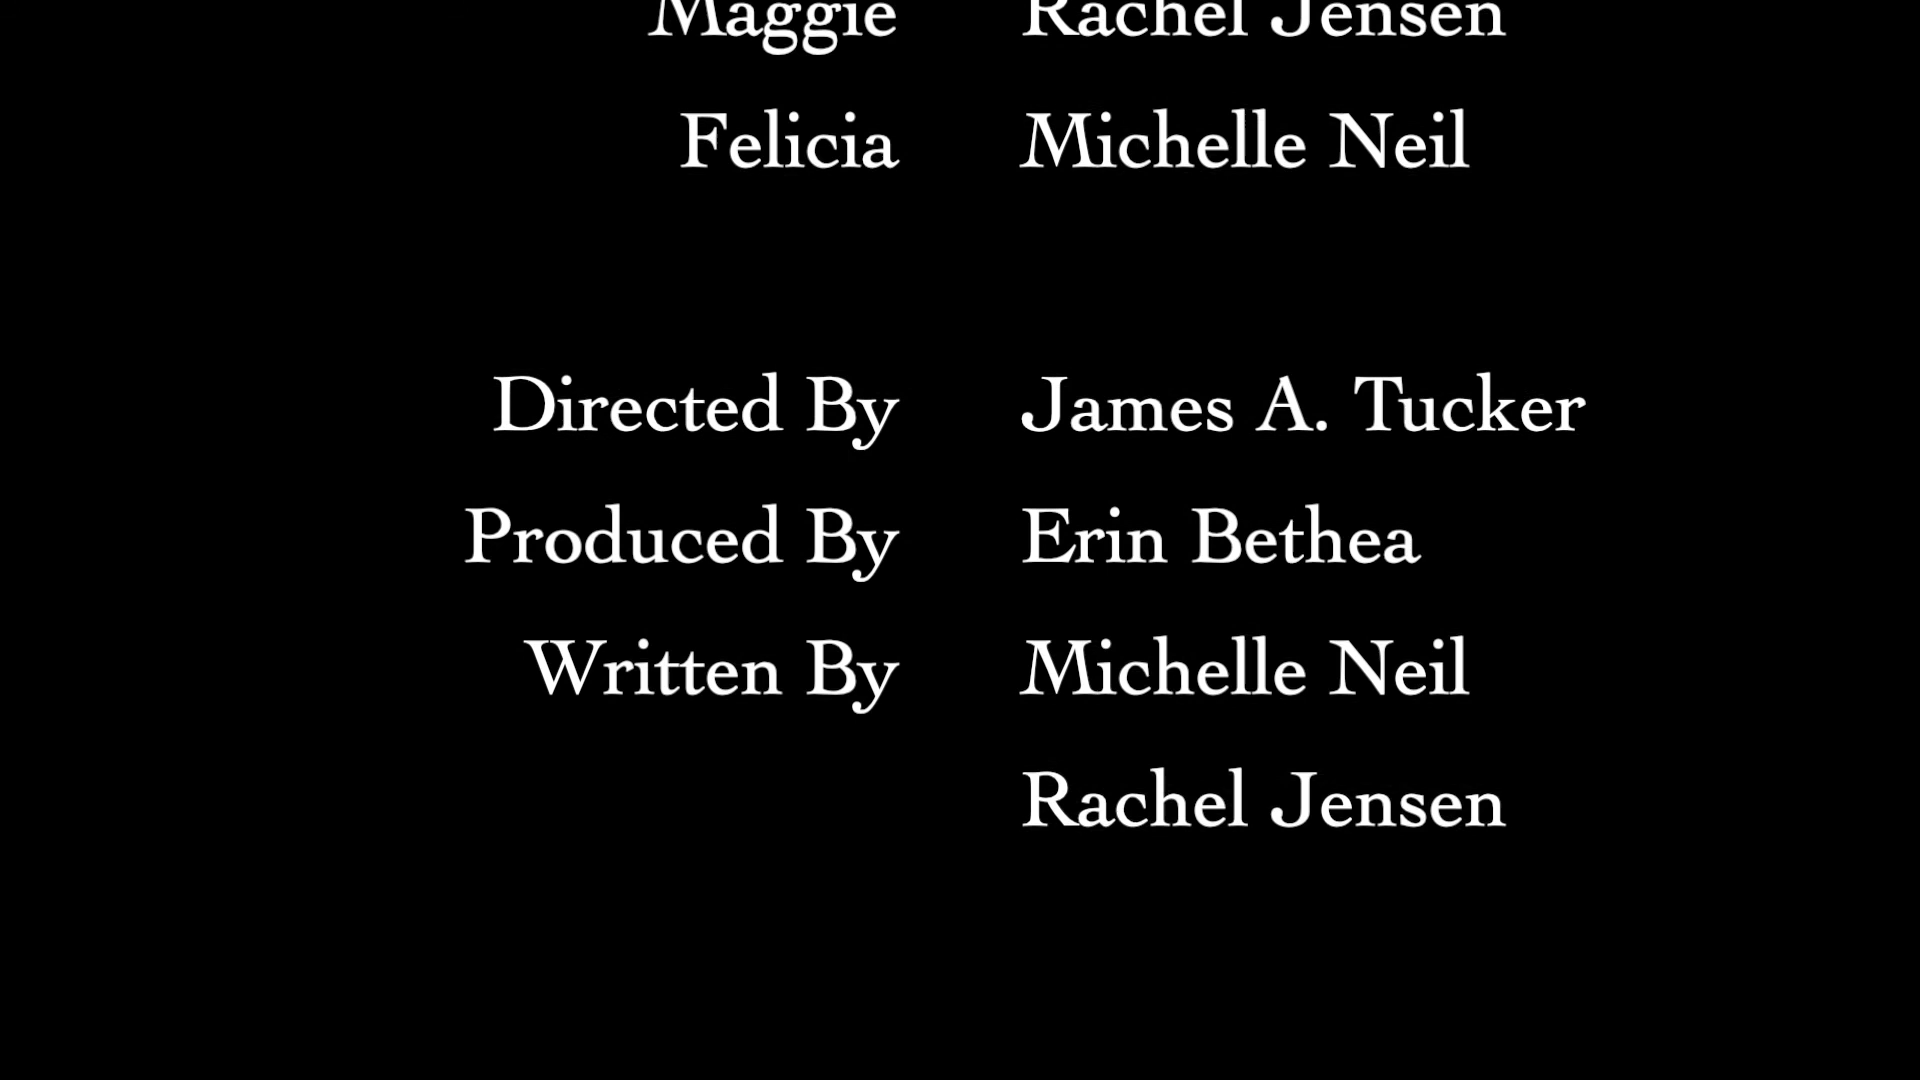 Maggie Rachel Jensen
Felicia Michelle Neil
Directed By James A. Tucker
Produced By Erin Bethea
Written By Michelle Neil
Rachel Jensen